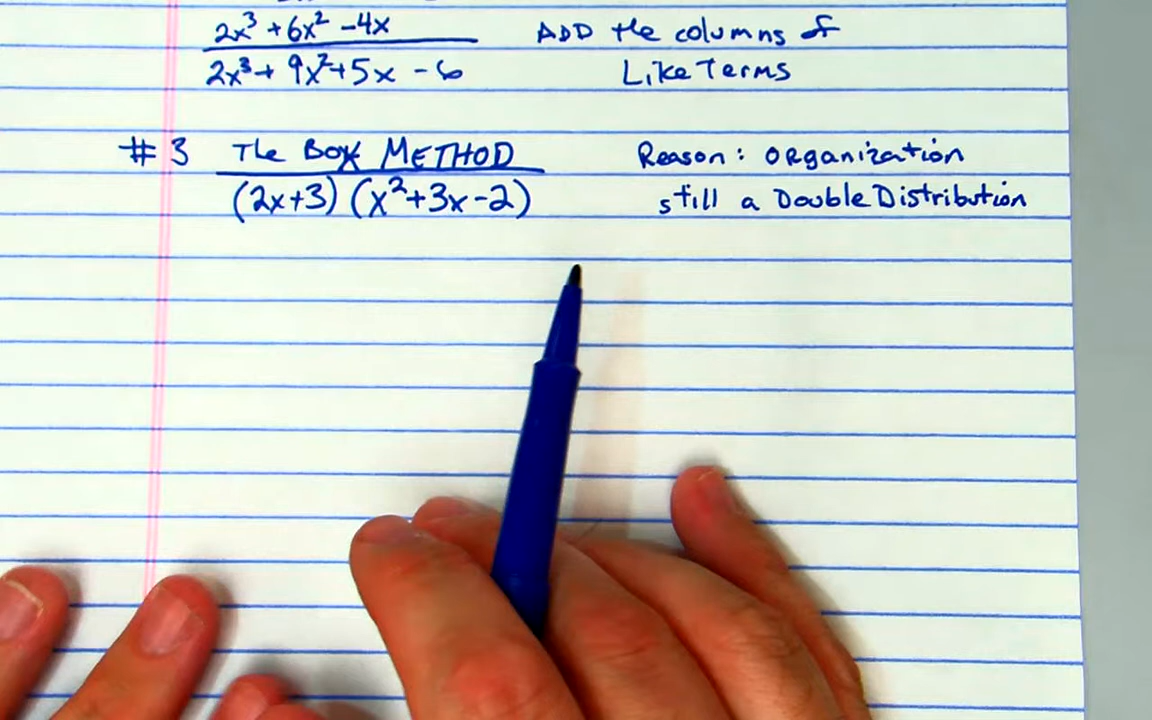 2x³ + 6x² - 4x ADD the columns of
2x³ + 9x² + 5x - 6 Like Terms
#3 The Box METHOD Reason: Organization
(2x+3) (x²+3x-2) still a Double Distribution